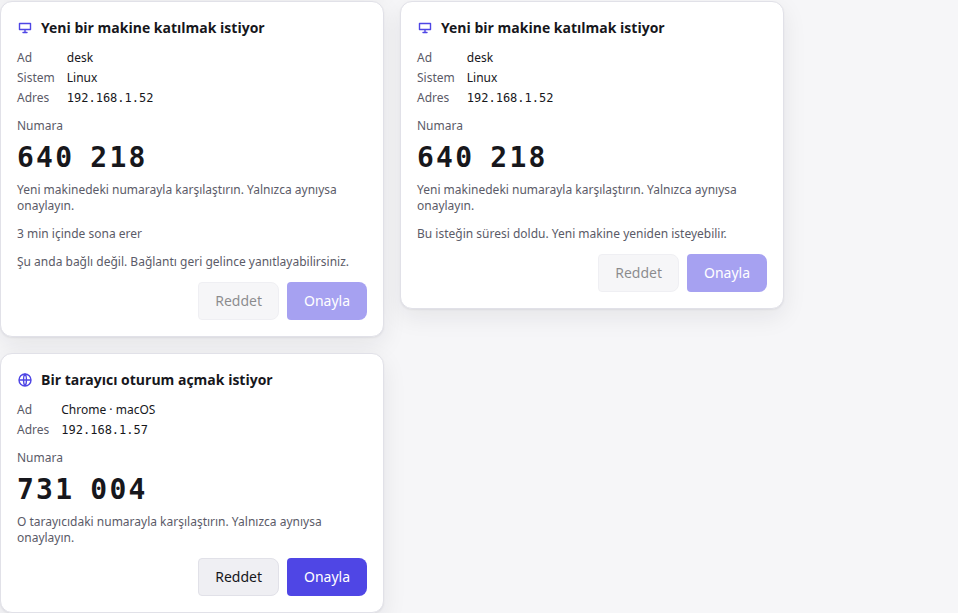 Yeni bir makine katılmak istiyor
Ad desk
Sistem Linux
Adres 192.168.1.52
Numara
640 218
Yeni makinedeki numarayla karşılaştırın. Yalnızca aynıysa
onaylayın.
3 min içinde sona erer
Şu anda bağlı değil. Bağlantı geri gelince yanıtlayabilirsiniz.
Reddet Onayla
Yeni bir makine katılmak istiyor
Ad desk
Sistem Linux
Adres 192.168.1.52
Numara
640 218
Yeni makinedeki numarayla karşılaştırın. Yalnızca aynıysa
onaylayın.
Bu isteğin süresi doldu. Yeni makine yeniden isteyebilir.
Reddet Onayla
Bir tarayıcı oturum açmak istiyor
Ad Chrome · macOS
Adres 192.168.1.57
Numara
731 004
O tarayıcıdaki numarayla karşılaştırın. Yalnızca aynıysa
onaylayın.
Reddet Onayla